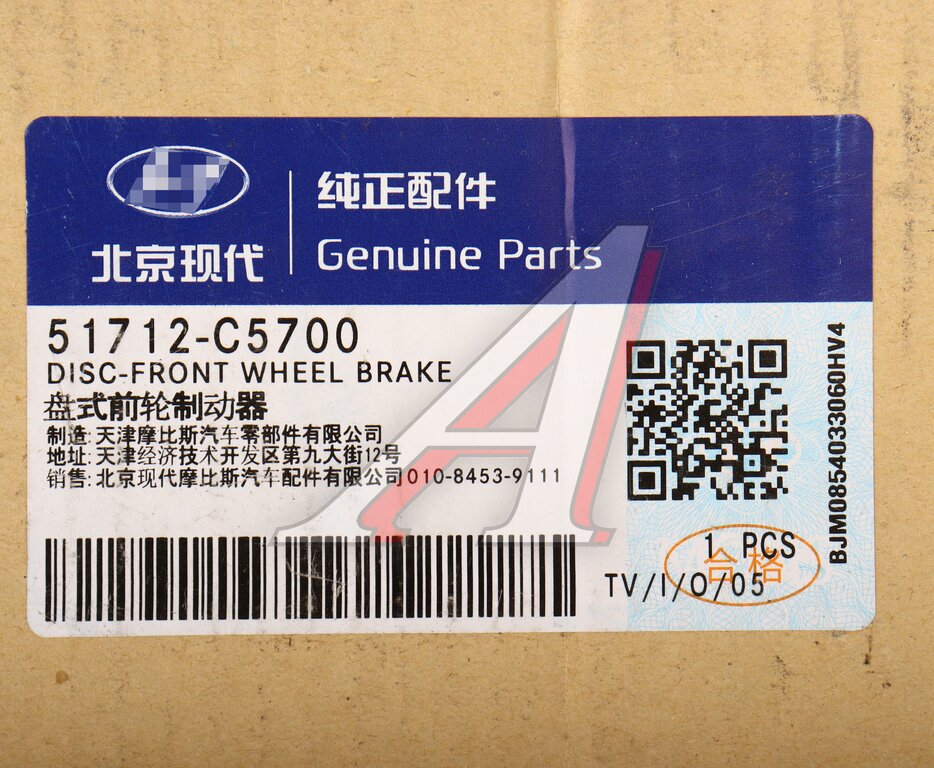 北京现代
纯正配件
Genuine Parts
51712-C5700
DISC-FRONT WHEEL BRAKE
盘式前轮制动器
制造: 天津摩比斯汽车零部件有限公司
地址: 天津经济技术开发区第九大街12号
销售: 北京现代摩比斯汽车配件有限公司010-8453-9111
BJM0854033060HV4
1 PCS
合格
TV/I/O/05